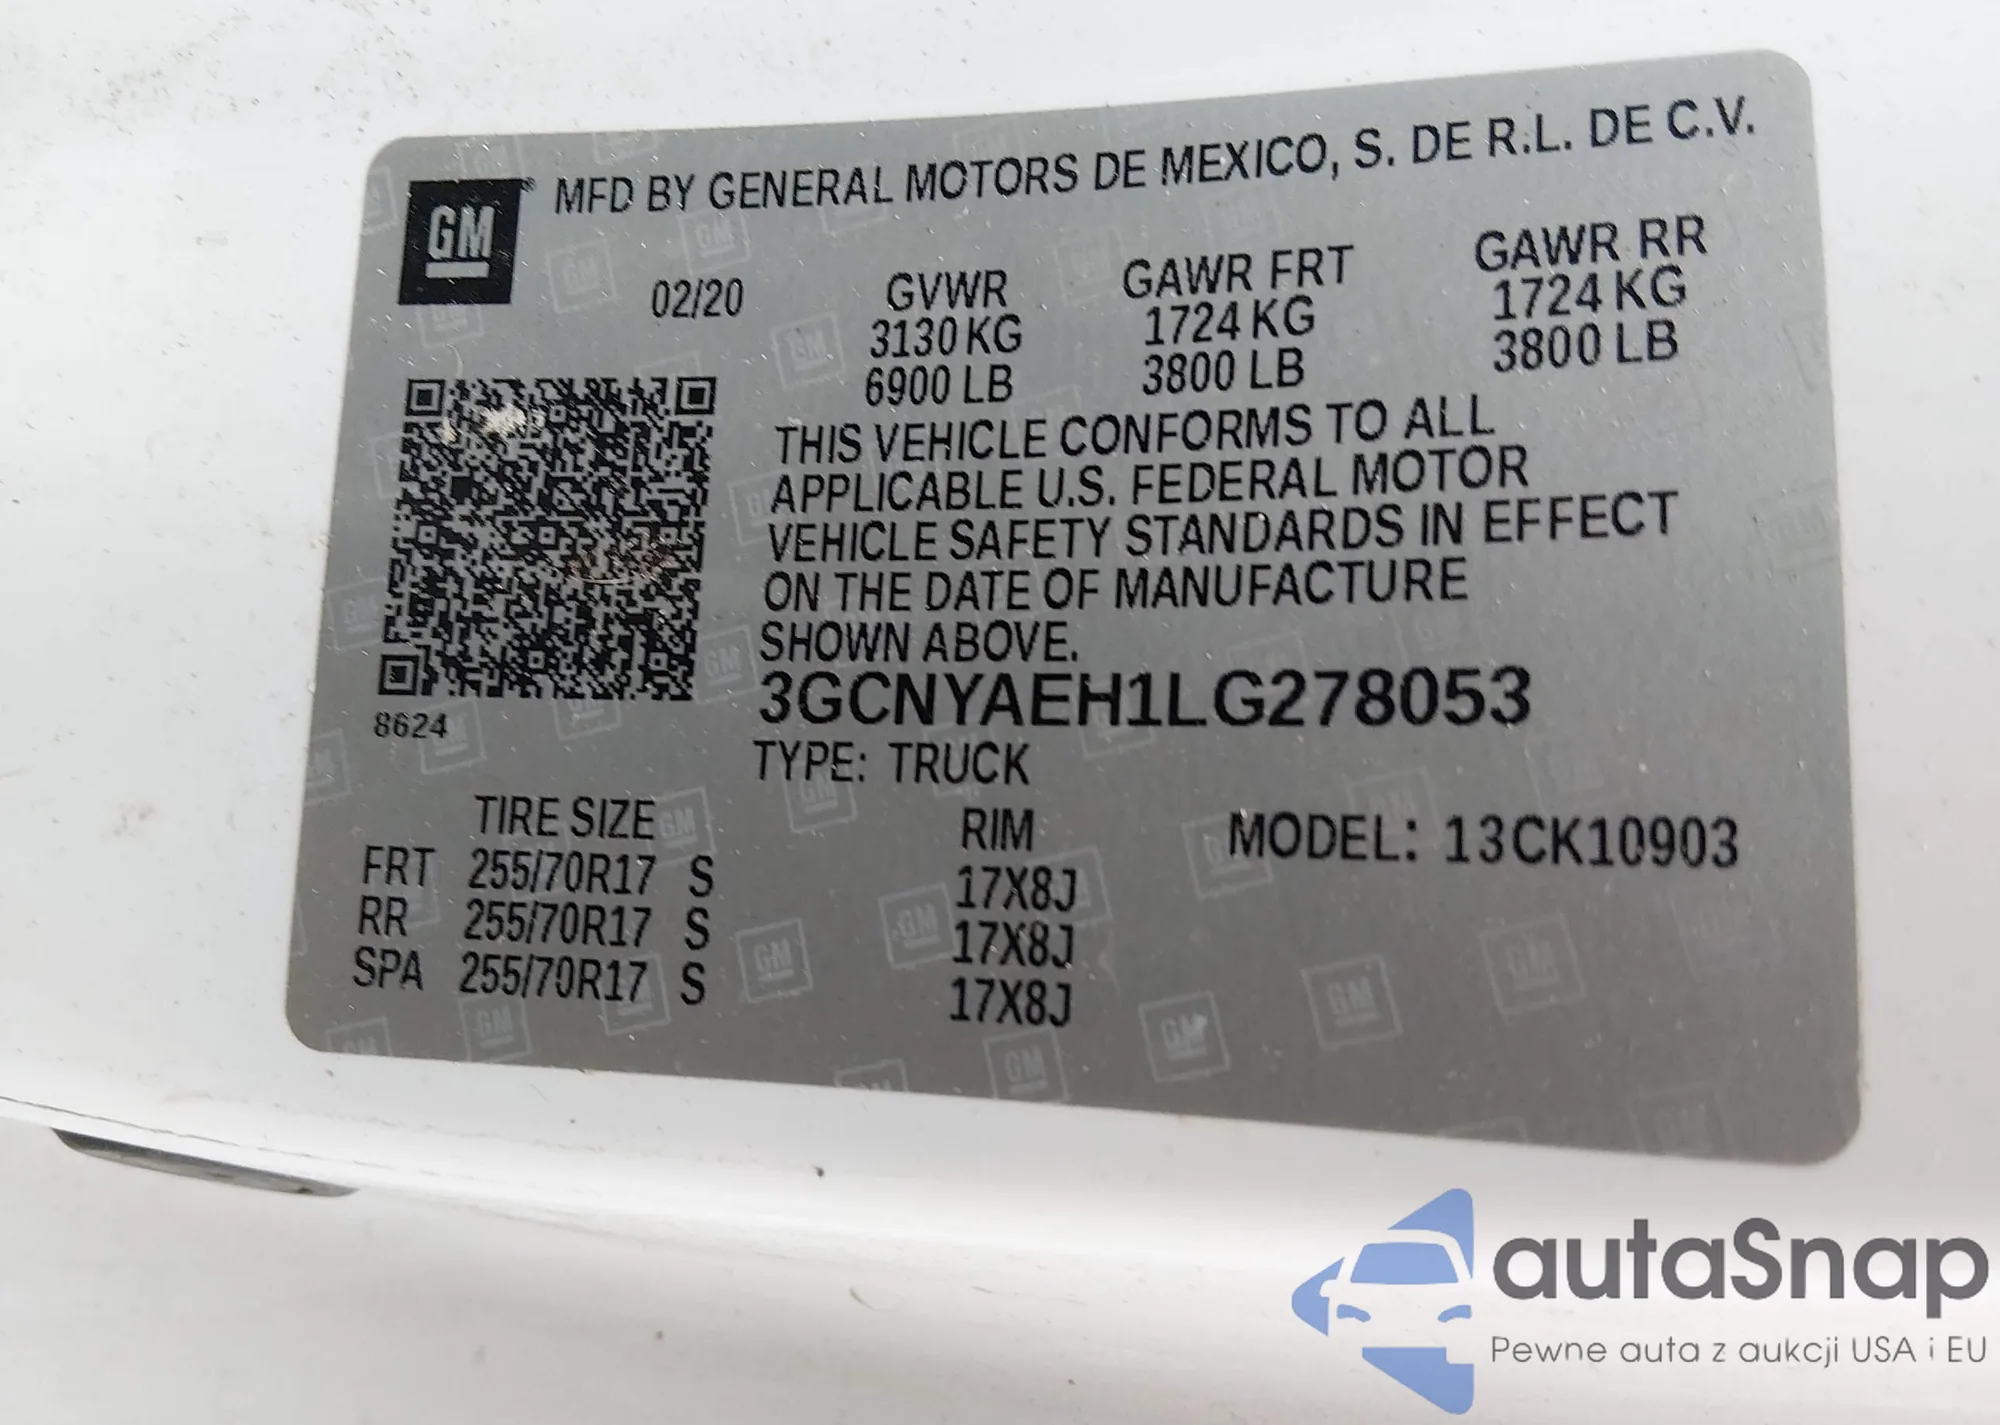 GM
MFD BY GENERAL MOTORS DE MEXICO, S. DE R.L. DE C.V.
02/20
GVWR
3130 KG
6900 LB
GAWR FRT
1724 KG
3800 LB
GAWR RR
1724 KG
3800 LB
THIS VEHICLE CONFORMS TO ALL
APPLICABLE U.S. FEDERAL MOTOR
VEHICLE SAFETY STANDARDS IN EFFECT
ON THE DATE OF MANUFACTURE
SHOWN ABOVE.
3GCNYAEH1LG278053
8624
TYPE: TRUCK
TIRE SIZE RIM
MODEL: 13CK10903
FRT 255/70R17 S 17X8J
RR 255/70R17 S 17X8J
SPA 255/70R17 S 17X8J
autaSnap
Pewne auta z aukcji USA i EU